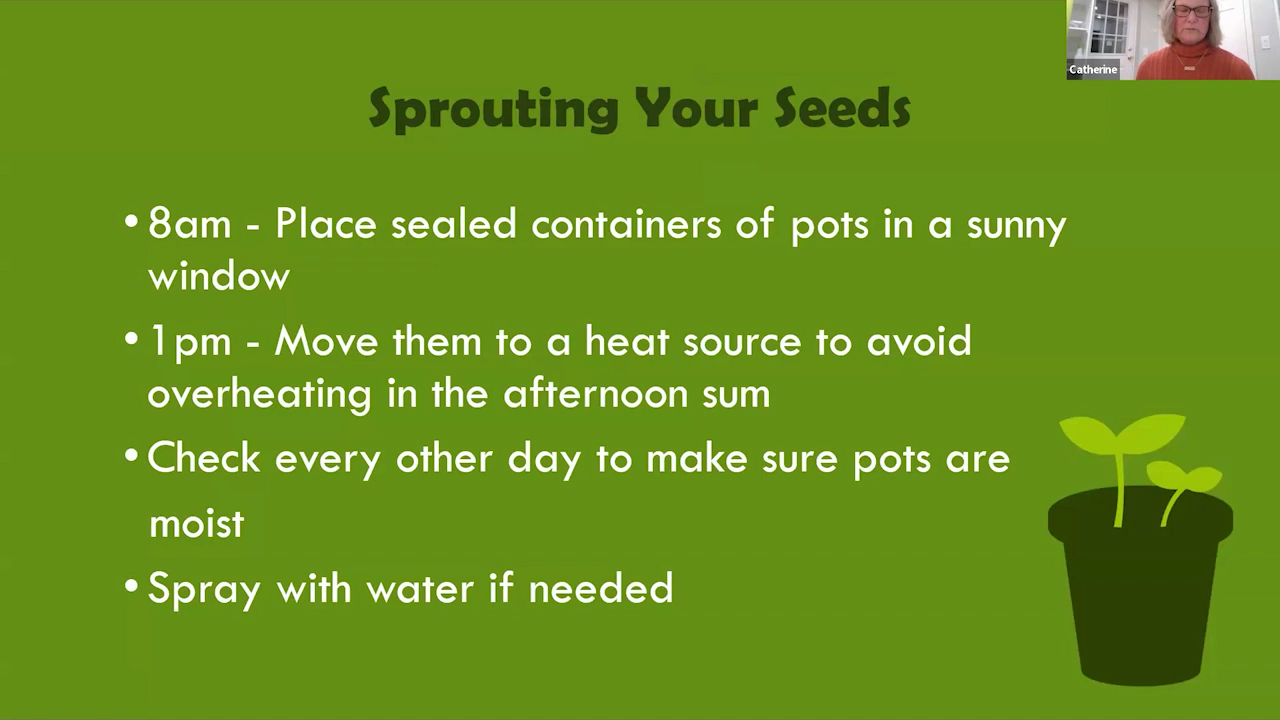 Catherine
Sprouting Your Seeds
• 8am - Place sealed containers of pots in a sunny
window
• 1pm - Move them to a heat source to avoid
overheating in the afternoon sum
• Check every other day to make sure pots are
moist
• Spray with water if needed